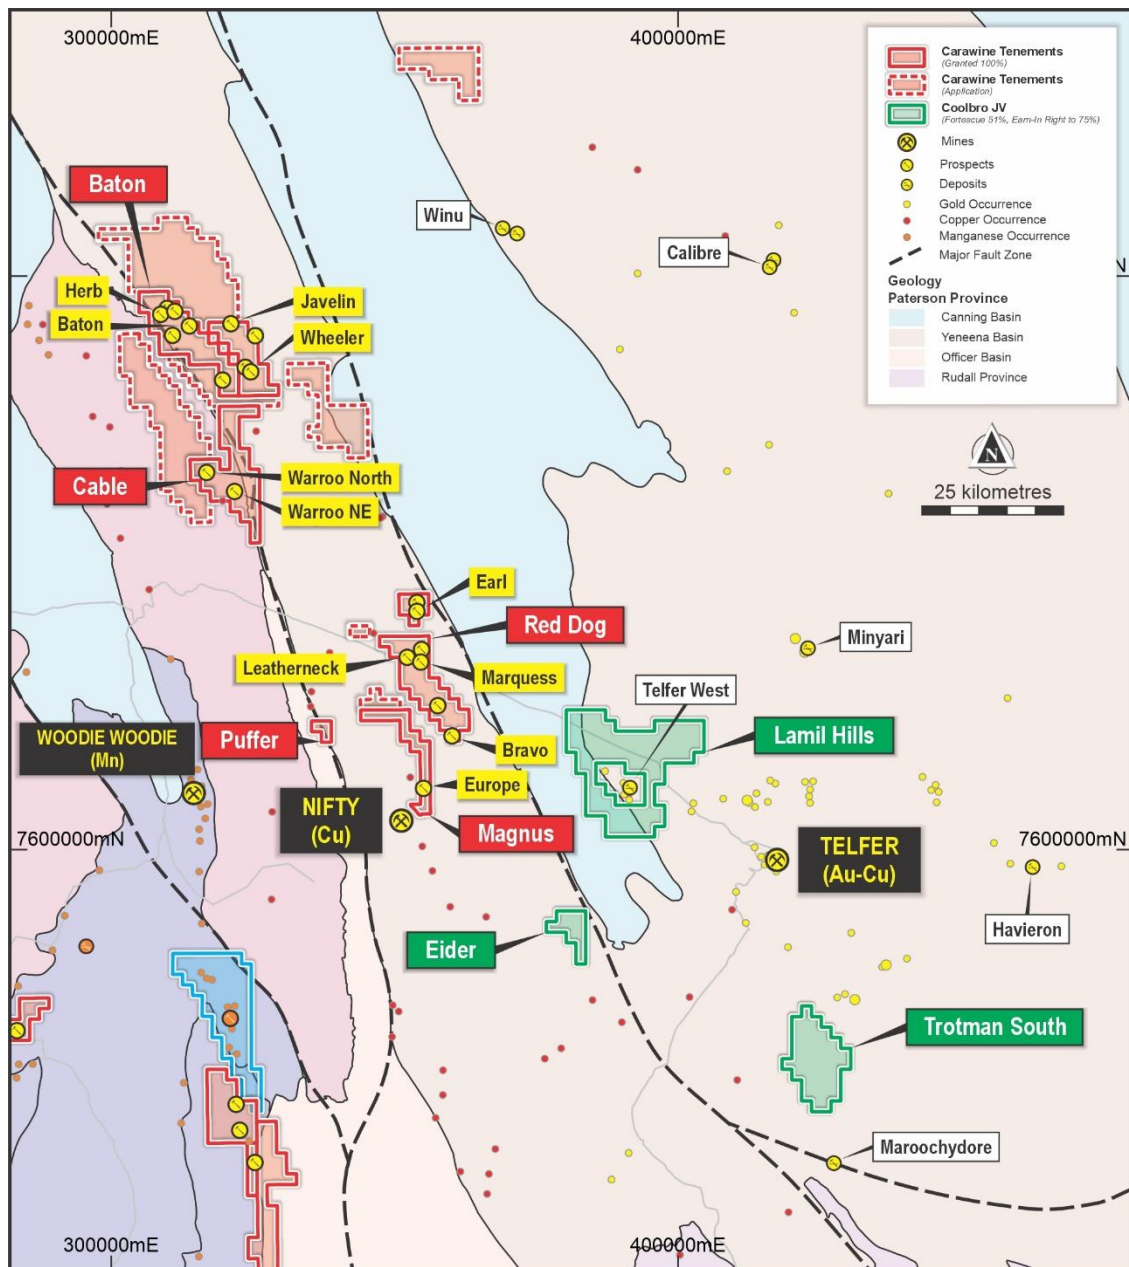 300000mE
400000mE
Carawine Tenements
(Granted 100%)
Carawine Tenements
(Application)
Coolbro JV
(Fortescue 51%, Earn-In Right to 75%)
Mines
Prospects
Deposits
Gold Occurrence
Copper Occurrence
Manganese Occurrence
Major Fault Zone
Geology
Paterson Province
Canning Basin
Yeneena Basin
Officer Basin
Rudall Province
Baton
Winu
Calibre
N
Herb
Javelin
Baton
Wheeler
N
25 kilometres
Cable
Warroo North
Warroo NE
Earl
Red Dog
Minyari
Leatherneck
Marquess
Telfer West
WOODIE WOODIE
(Mn)
Puffer
Lamil Hills
Bravo
Europe
NIFTY
(Cu)
Magnus
7600000mN
7600000mN
TELFER
(Au-Cu)
Havieron
Eider
Trotman South
Maroochydore
300000mE
400000mE